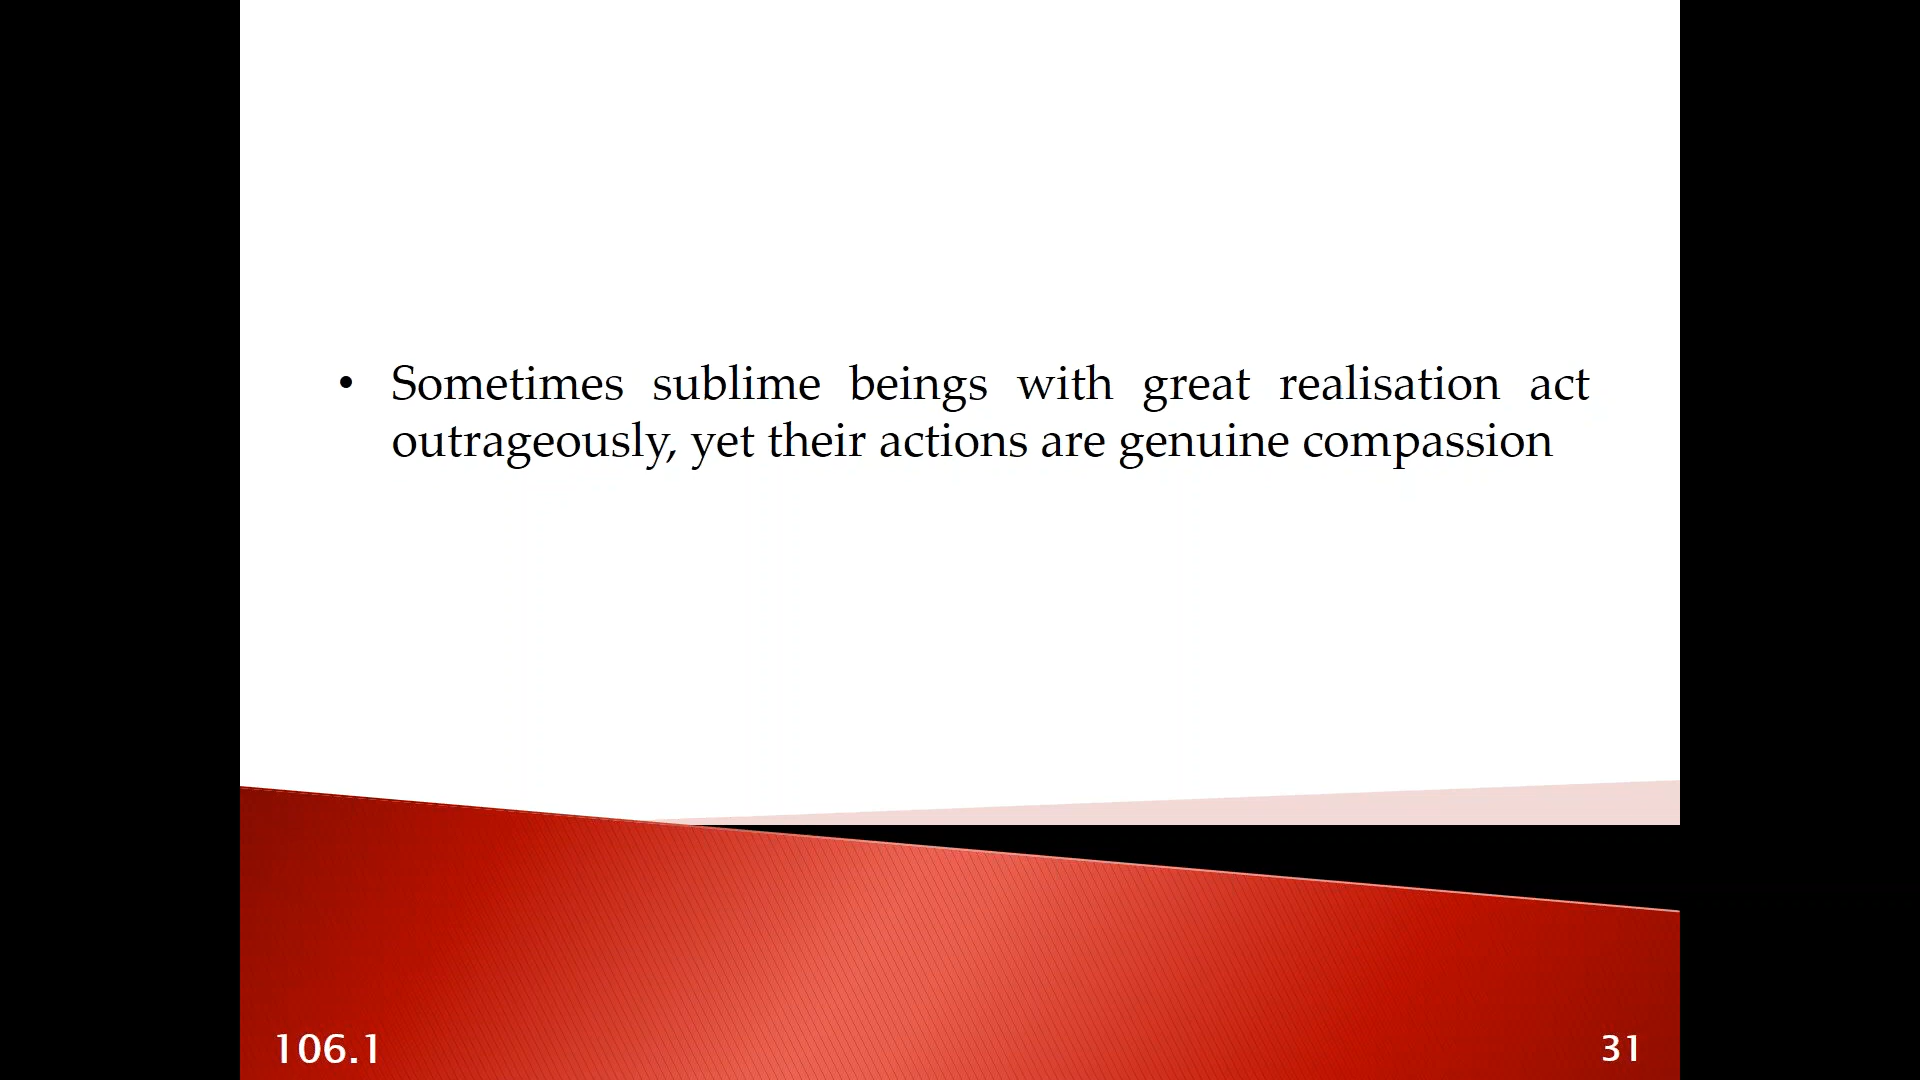 • Sometimes sublime beings with great realisation act
outrageously, yet their actions are genuine compassion
106.1
31